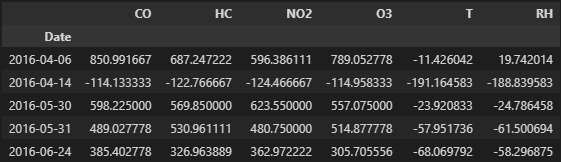 CO HC NO2 O3 T RH
Date
2016-04-06 850.991667 687.247222 596.386111 789.052778 -11.426042 19.742014
2016-04-14 -114.133333 -122.766667 -124.466667 -114.958333 -191.164583 -188.839583
2016-05-30 598.225000 569.850000 623.550000 557.075000 -23.920833 -24.786458
2016-05-31 489.027778 530.961111 480.750000 514.877778 -57.951736 -61.500694
2016-06-24 385.402778 326.963889 362.972222 305.705556 -68.069792 -58.296875